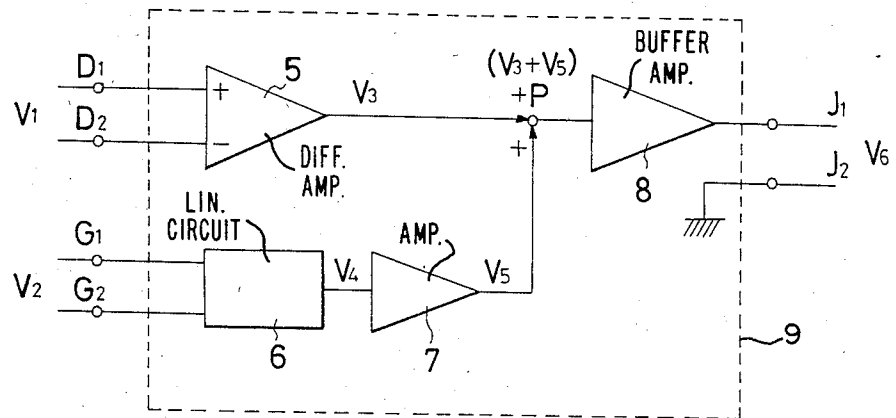 D1
V1
D2
+
−
5
DIFF.
AMP.
V3
(V3+V5)
+P
+
BUFFER
AMP.
8
J1
J2
V6
G1
V2
G2
LIN.
CIRCUIT
6
V4
AMP.
7
V5
9